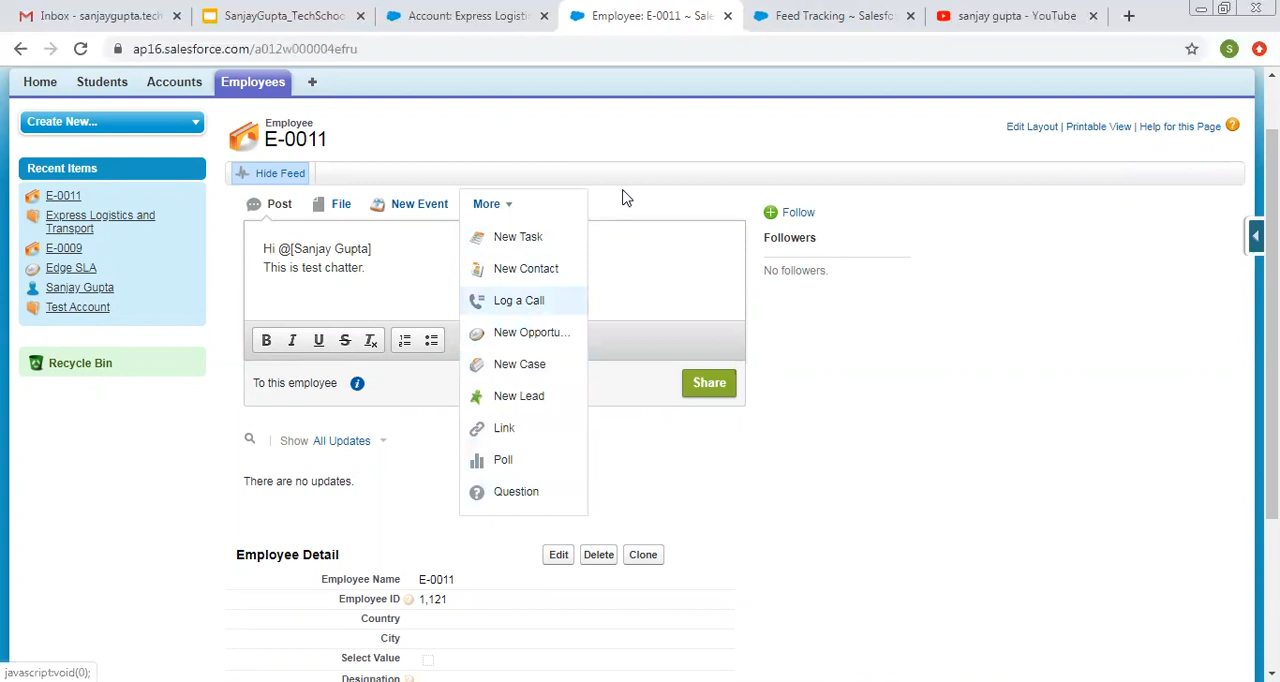 Inbox - sanjaygupta.tech
SanjayGupta_TechSchoo
Account: Express Logisti
Employee: E-0011 ~ Sale
Feed Tracking ~ Salesfo
sanjay gupta - YouTube
ap16.salesforce.com/a012w000004efru
S
Home
Students
Accounts
Employees
Create New...
Recent Items
E-0011
Express Logistics and
Transport
E-0009
Edge SLA
Sanjay Gupta
Test Account
Recycle Bin
Employee
E-0011
Edit Layout | Printable View | Help for this Page
Hide Feed
Post
File
New Event
More
Hi @[Sanjay Gupta]
This is test chatter.
B I U S Tx
To this employee
Share
New Task
New Contact
Log a Call
New Opportu...
New Case
New Lead
Link
Poll
Question
Show All Updates
There are no updates.
Follow
Followers
No followers.
Employee Detail
Edit
Delete
Clone
Employee Name E-0011
Employee ID 1,121
Country
City
Select Value
Designation
javascript:void(0);